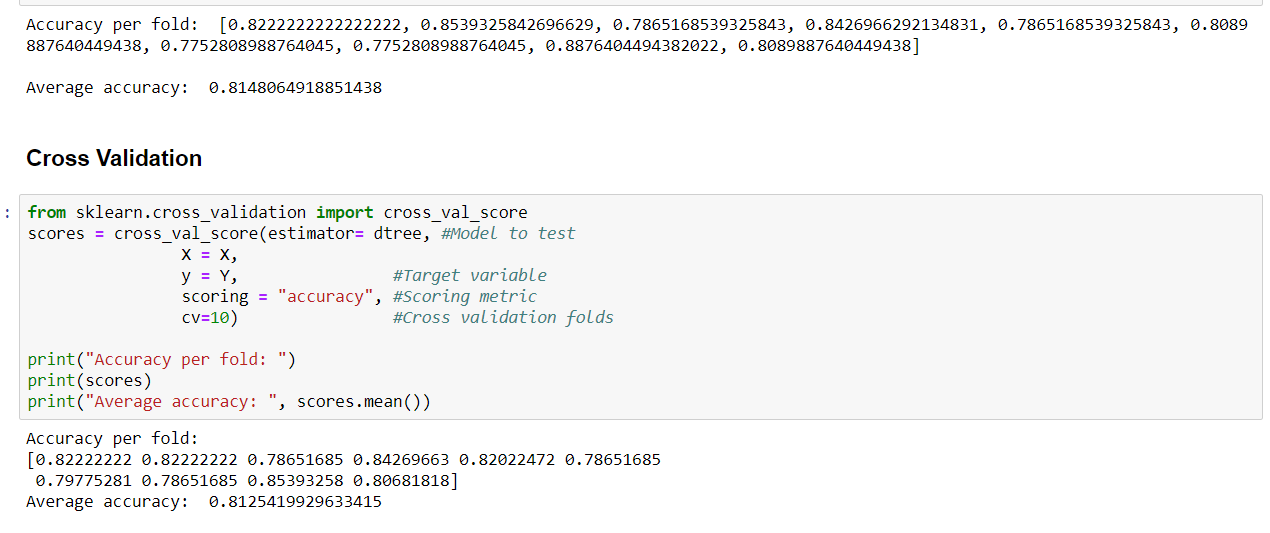 Accuracy per fold:  [0.8222222222222222, 0.8539325842696629, 0.7865168539325843, 0.8426966292134831, 0.7865168539325843, 0.8089
887640449438, 0.7752808988764045, 0.7752808988764045, 0.8876404494382022, 0.8089887640449438]
Average accuracy:  0.8148064918851438
Cross Validation
:
from sklearn.cross_validation import cross_val_score
scores = cross_val_score(estimator= dtree, #Model to test
                X = X,
                y = Y,                #Target variable
                scoring = "accuracy", #Scoring metric
                cv=10)                #Cross validation folds
print("Accuracy per fold: ")
print(scores)
print("Average accuracy: ", scores.mean())
Accuracy per fold:
[0.82222222 0.82222222 0.78651685 0.84269663 0.82022472 0.78651685
 0.79775281 0.78651685 0.85393258 0.80681818]
Average accuracy:  0.8125419929633415